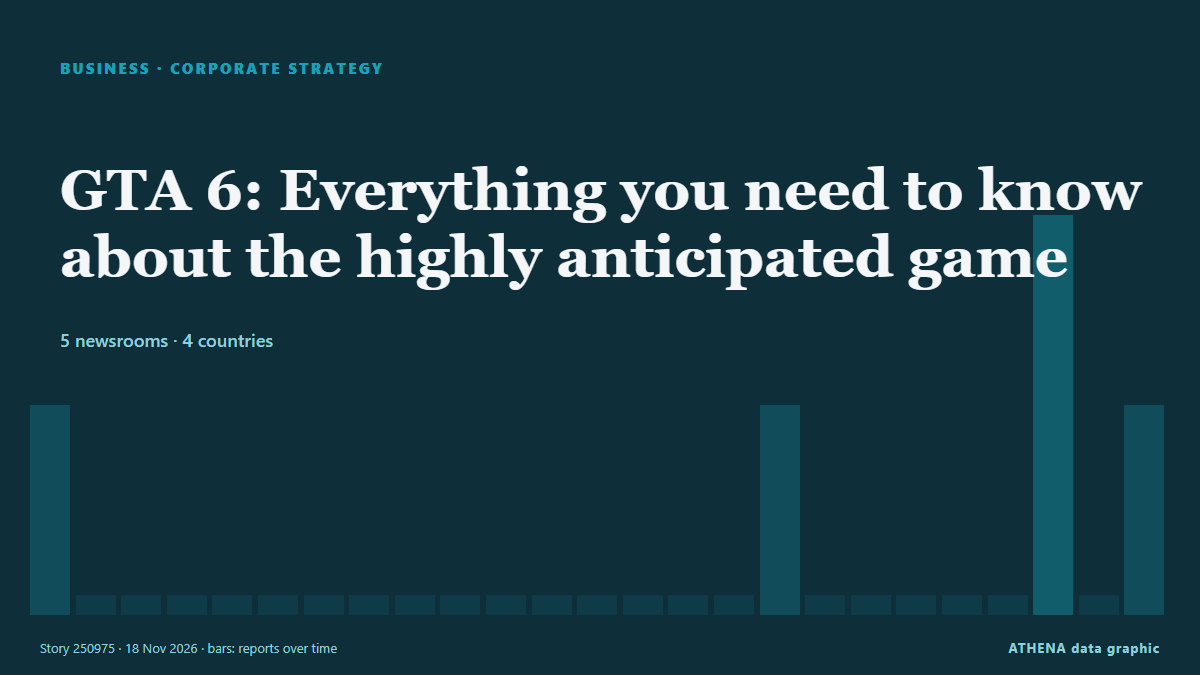 BUSINESS · CORPORATE STRATEGY
GTA 6: Everything you need to know
about the highly anticipated game
5 newsrooms · 4 countries
Story 250975 · 18 Nov 2026 · bars: reports over time
ATHENA data graphic